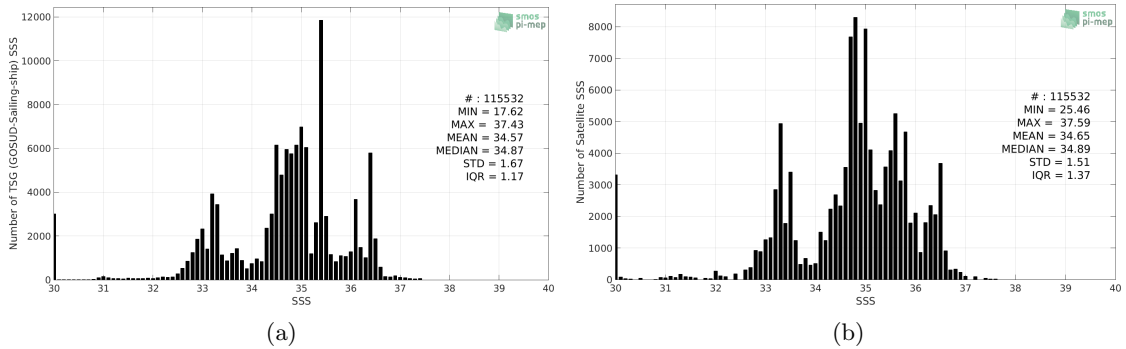 smos
pi-mep
Number of TSG (GOSUD-Sailing-ship) SSS
12000
10000
8000
6000
4000
2000
0
# : 115532
MIN = 17.62
MAX = 37.43
MEAN = 34.57
MEDIAN = 34.87
STD = 1.67
IQR = 1.17
30 31 32 33 34 35 36 37 38 39 40
SSS
(a)
smos
pi-mep
Number of Satellite SSS
8000
7000
6000
5000
4000
3000
2000
1000
0
# : 115532
MIN = 25.46
MAX = 37.59
MEAN = 34.65
MEDIAN = 34.89
STD = 1.51
IQR = 1.37
30 31 32 33 34 35 36 37 38 39 40
SSS
(b)